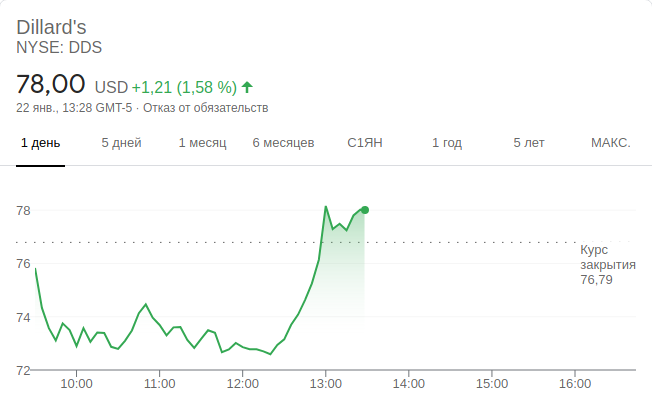 Dillard's
NYSE: DDS
78,00 USD +1,21 (1,58 %)
22 янв., 13:28 GMT-5 · Отказ от обязательств
1 день 5 дней 1 месяц 6 месяцев С1ЯН 1 год 5 лет МАКС.
78
Курс
закрытия
76,79
76
74
72
10:00 11:00 12:00 13:00 14:00 15:00 16:00